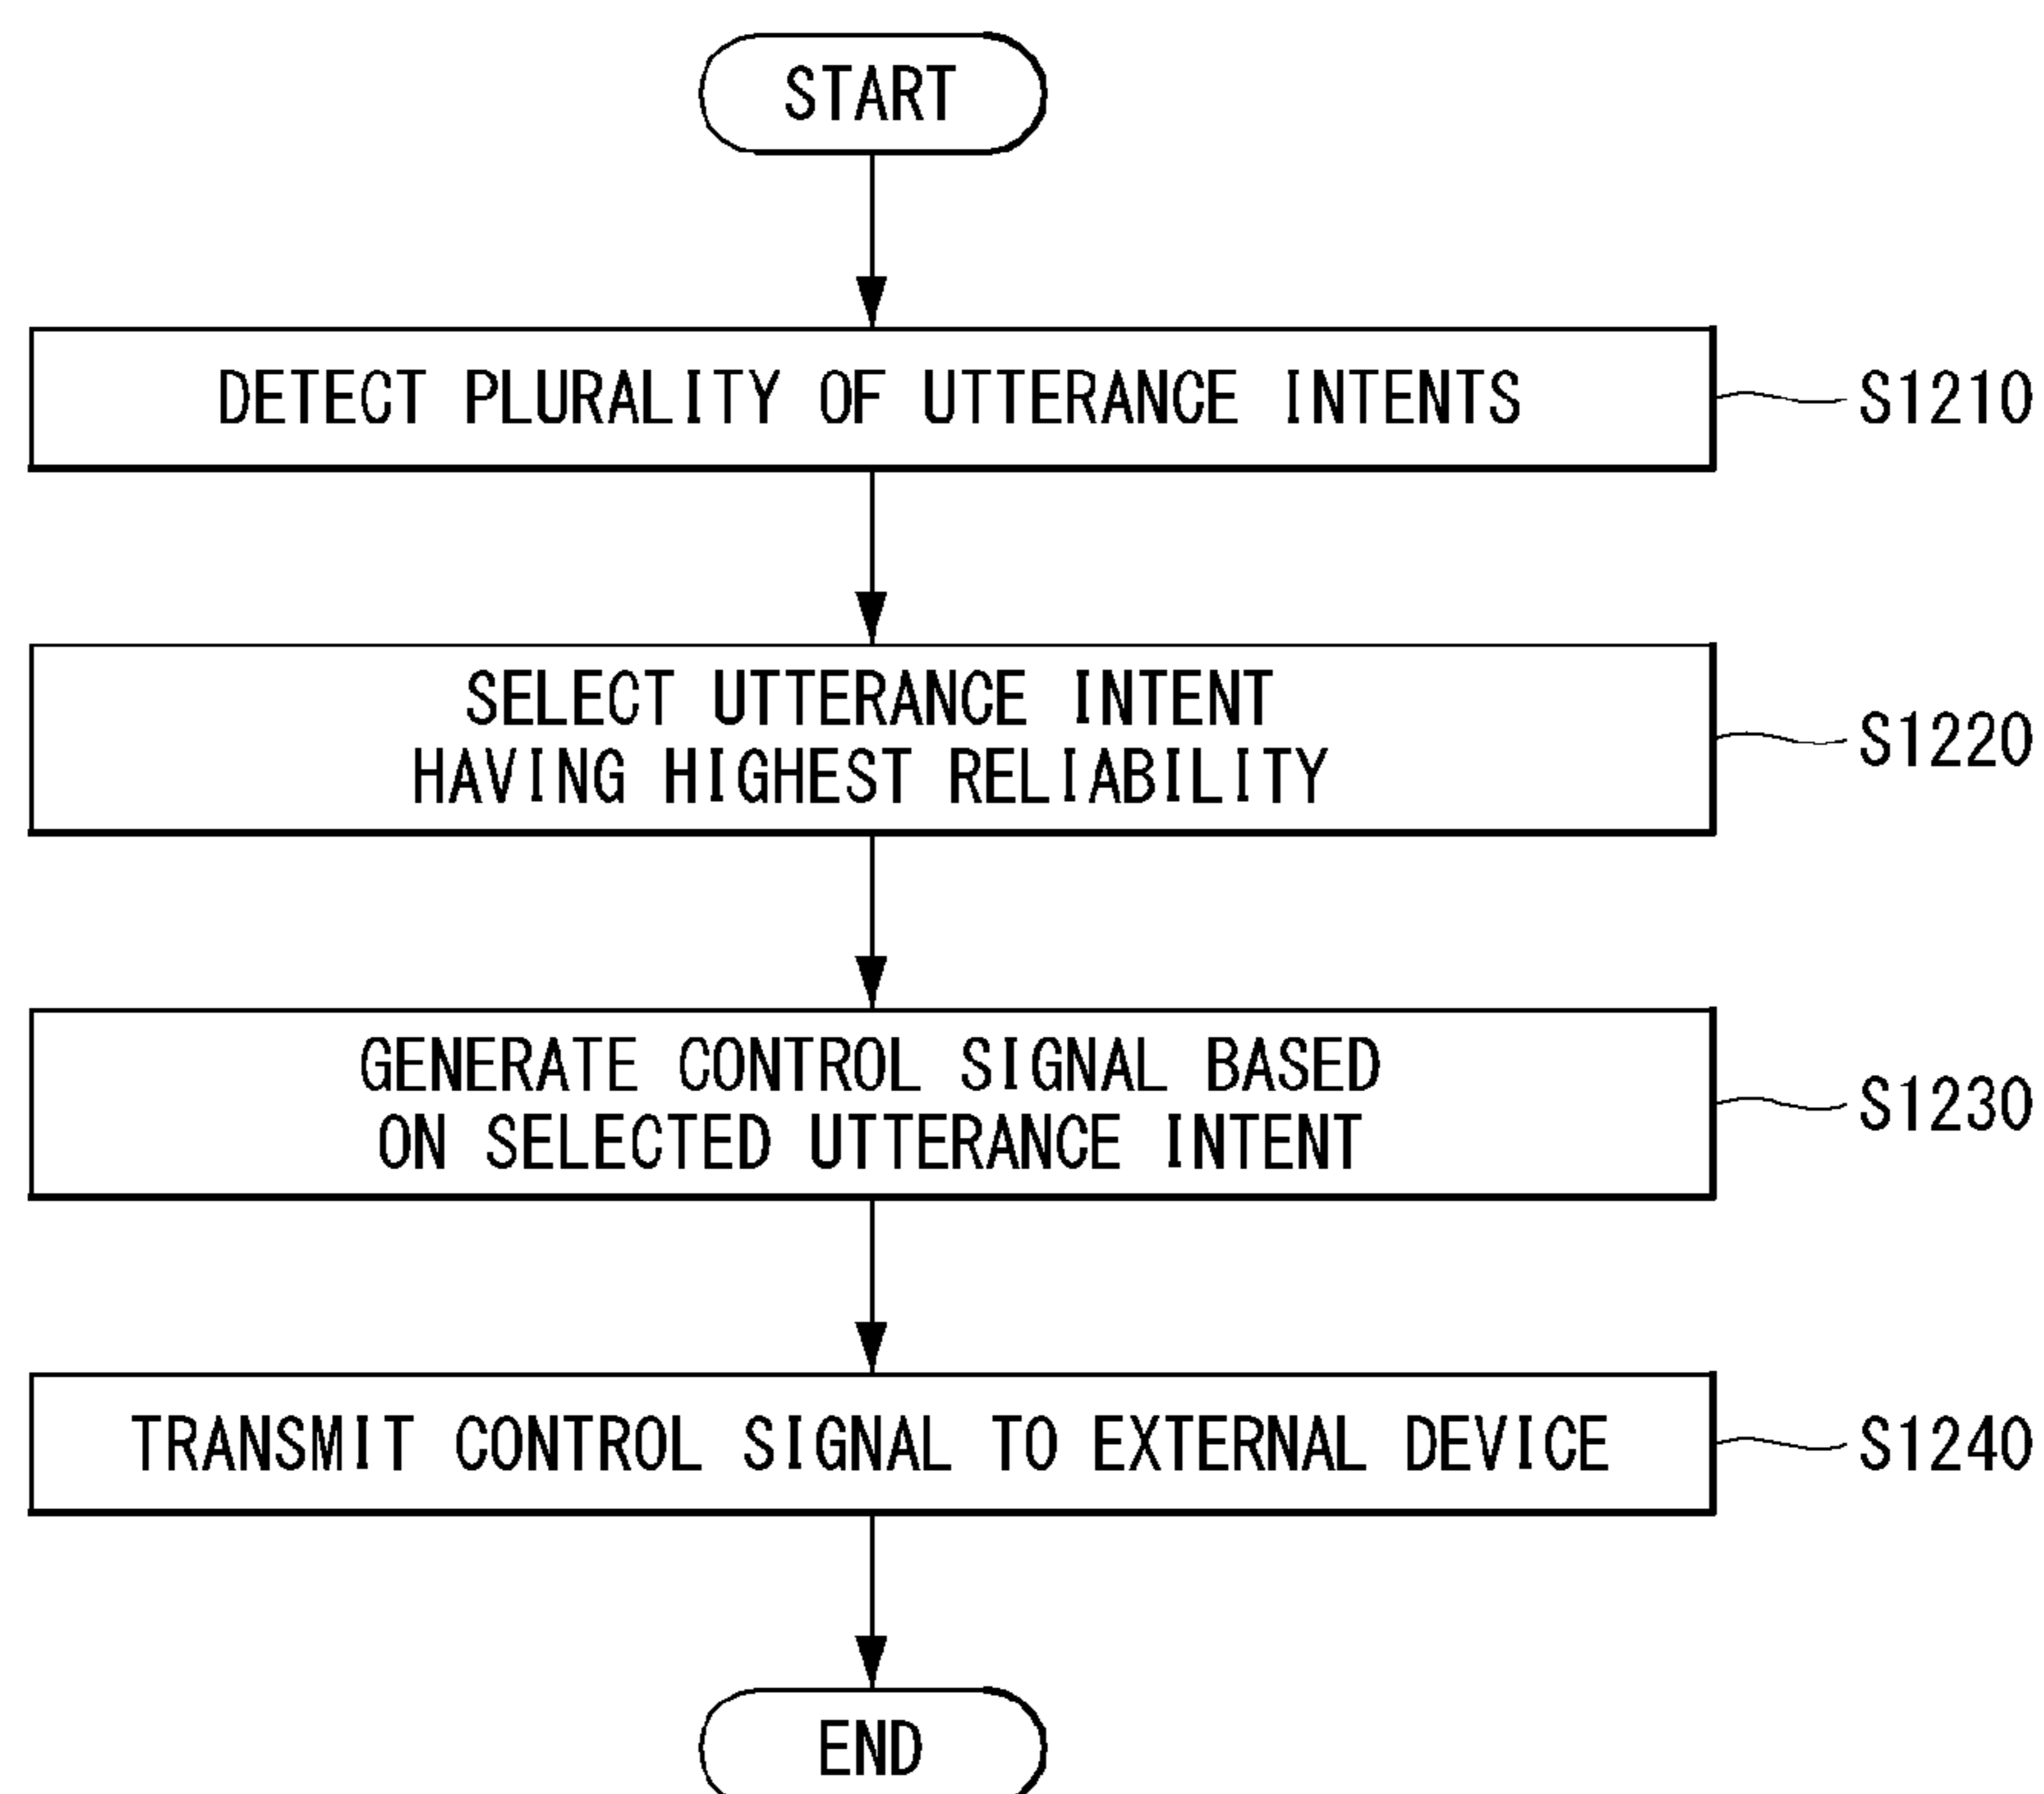 START
DETECT PLURALITY OF UTTERANCE INTENTS
S1210
SELECT UTTERANCE INTENT
HAVING HIGHEST RELIABILITY
S1220
GENERATE CONTROL SIGNAL BASED
ON SELECTED UTTERANCE INTENT
S1230
TRANSMIT CONTROL SIGNAL TO EXTERNAL DEVICE
S1240
END